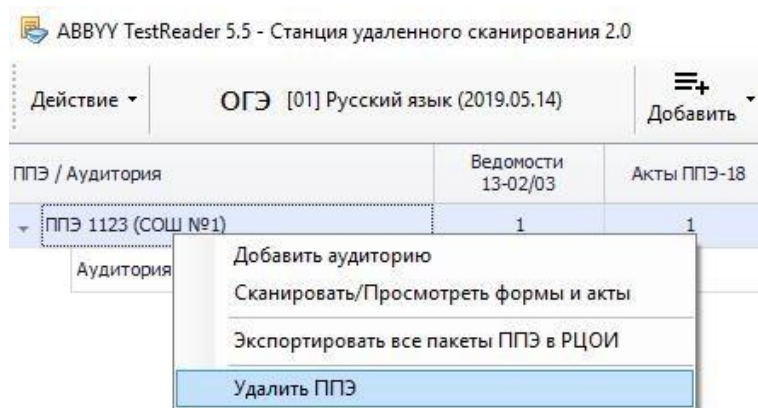 ABBYY TestReader 5.5 - Станция удаленного сканирования 2.0
Действие
ОГЭ [01] Русский язык (2019.05.14)
Добавить
ППЭ / Аудитория
Ведомости
13-02/03
Акты ППЭ-18
ППЭ 1123 (СОШ №1)
1
1
Аудитория
Добавить аудиторию
Сканировать/Просмотреть формы и акты
Экспортировать все пакеты ППЭ в РЦОИ
Удалить ППЭ